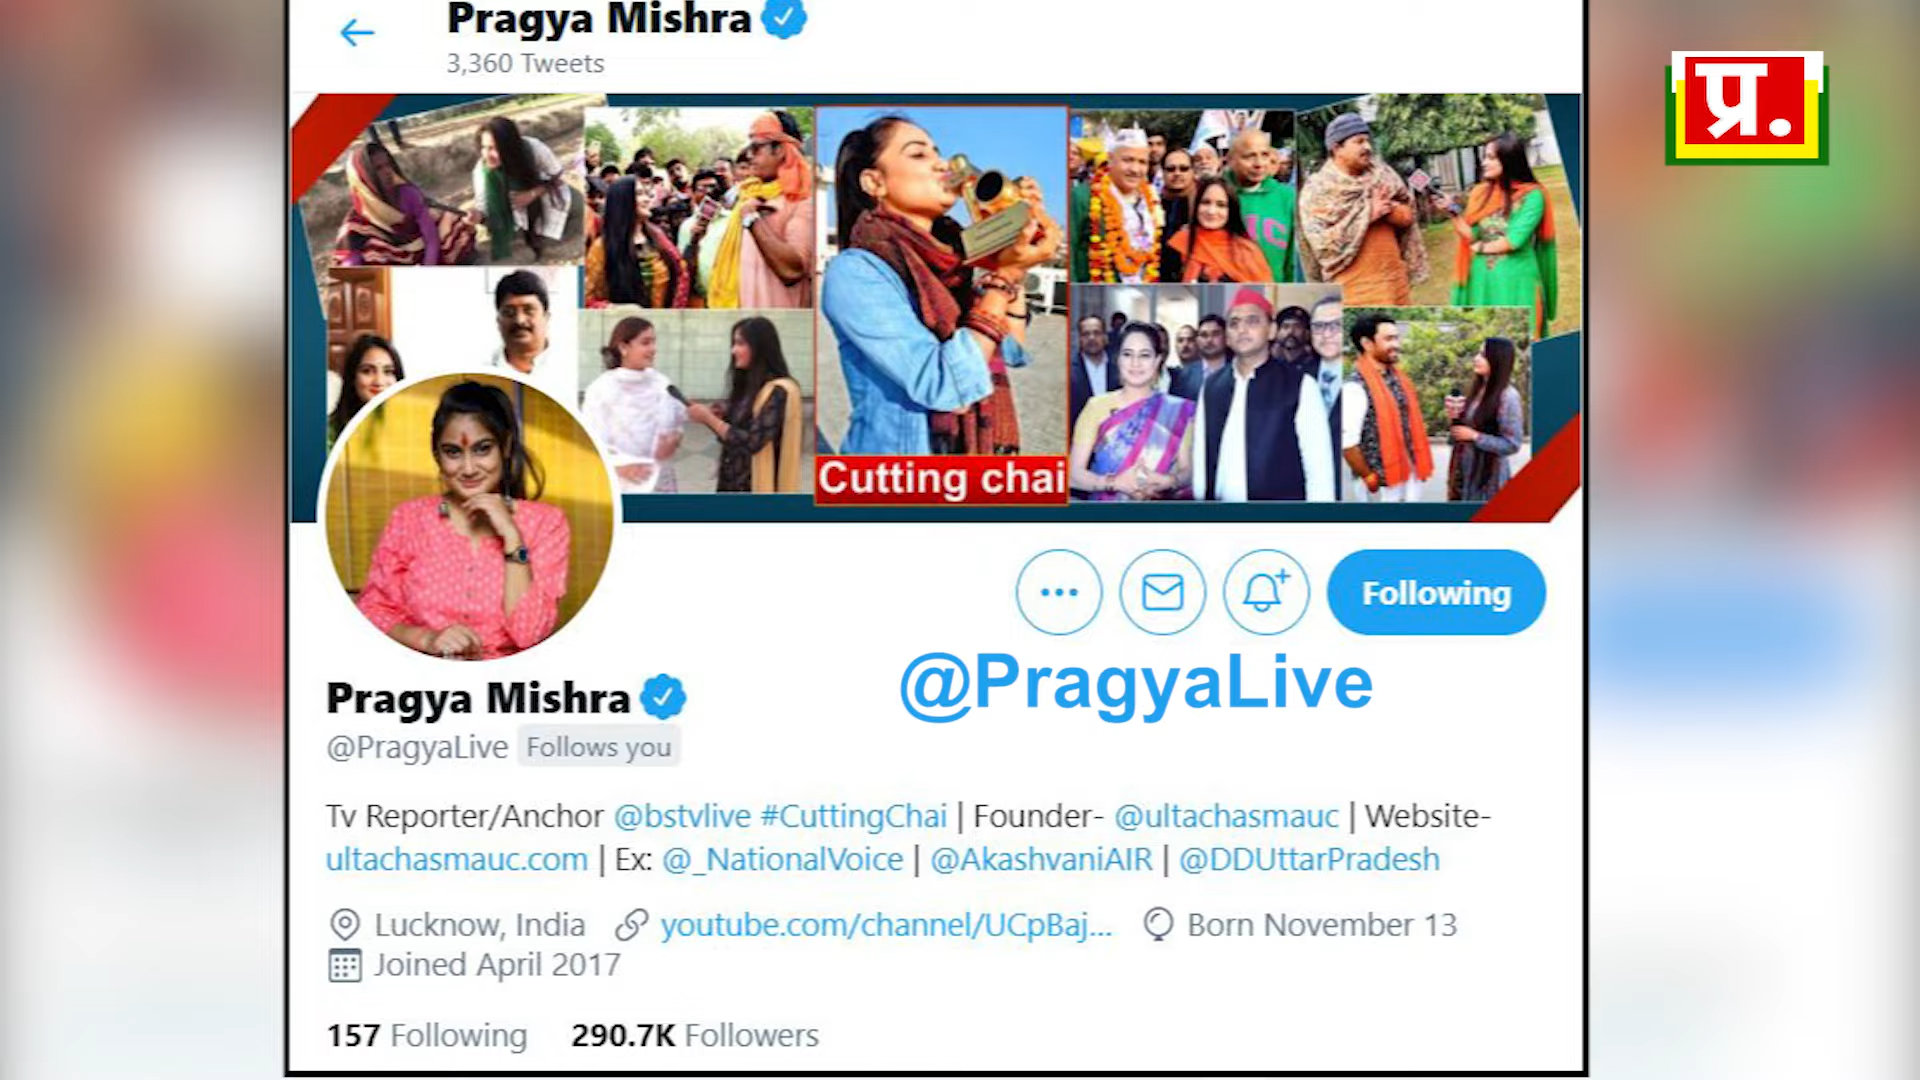 Pragya Mishra
3,360 Tweets
प्र.
Cutting chai
Following
@PragyaLive
Pragya Mishra
@PragyaLive Follows you
Tv Reporter/Anchor @bstvlive #CuttingChai | Founder- @ultachasmauc | Website-
ultachasmauc.com | Ex: @_NationalVoice | @AkashvaniAIR | @DDUttarPradesh
Lucknow, India youtube.com/channel/UCpBaj... Born November 13
Joined April 2017
157 Following 290.7K Followers